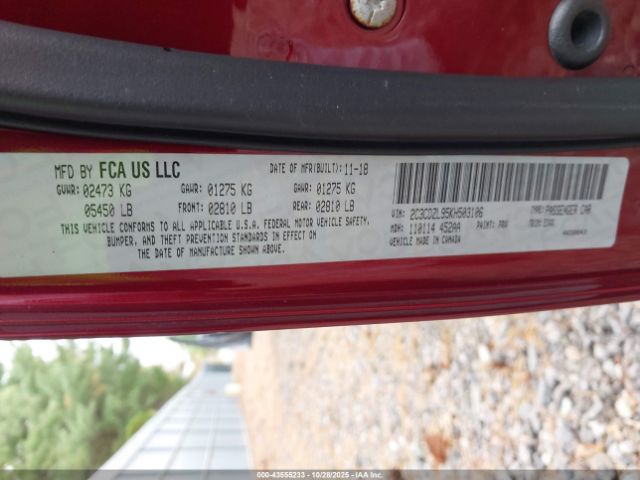 MFD BY FCA US LLC DATE OF MFR(BUILT): 11-18
GVWR: 02473 KG GAWR: 01275 KG GAWR: 01275 KG
05450 LB FRONT: 02810 LB REAR: 02810 LB
THIS VEHICLE CONFORMS TO ALL APPLICABLE U.S.A. FEDERAL MOTOR VEHICLE SAFETY,
BUMPER, AND THEFT PREVENTION STANDARDS IN EFFECT ON
THE DATE OF MANUFACTURE SHOWN ABOVE.
VIN: 2C3CDZL95KH503106 TYPE: PASSENGER CAR
MDH: 110114 452AA PAINT: PRV
VEHICLE MADE IN CANADA
000-43555233 - 10/28/2025 - IAAI.COM